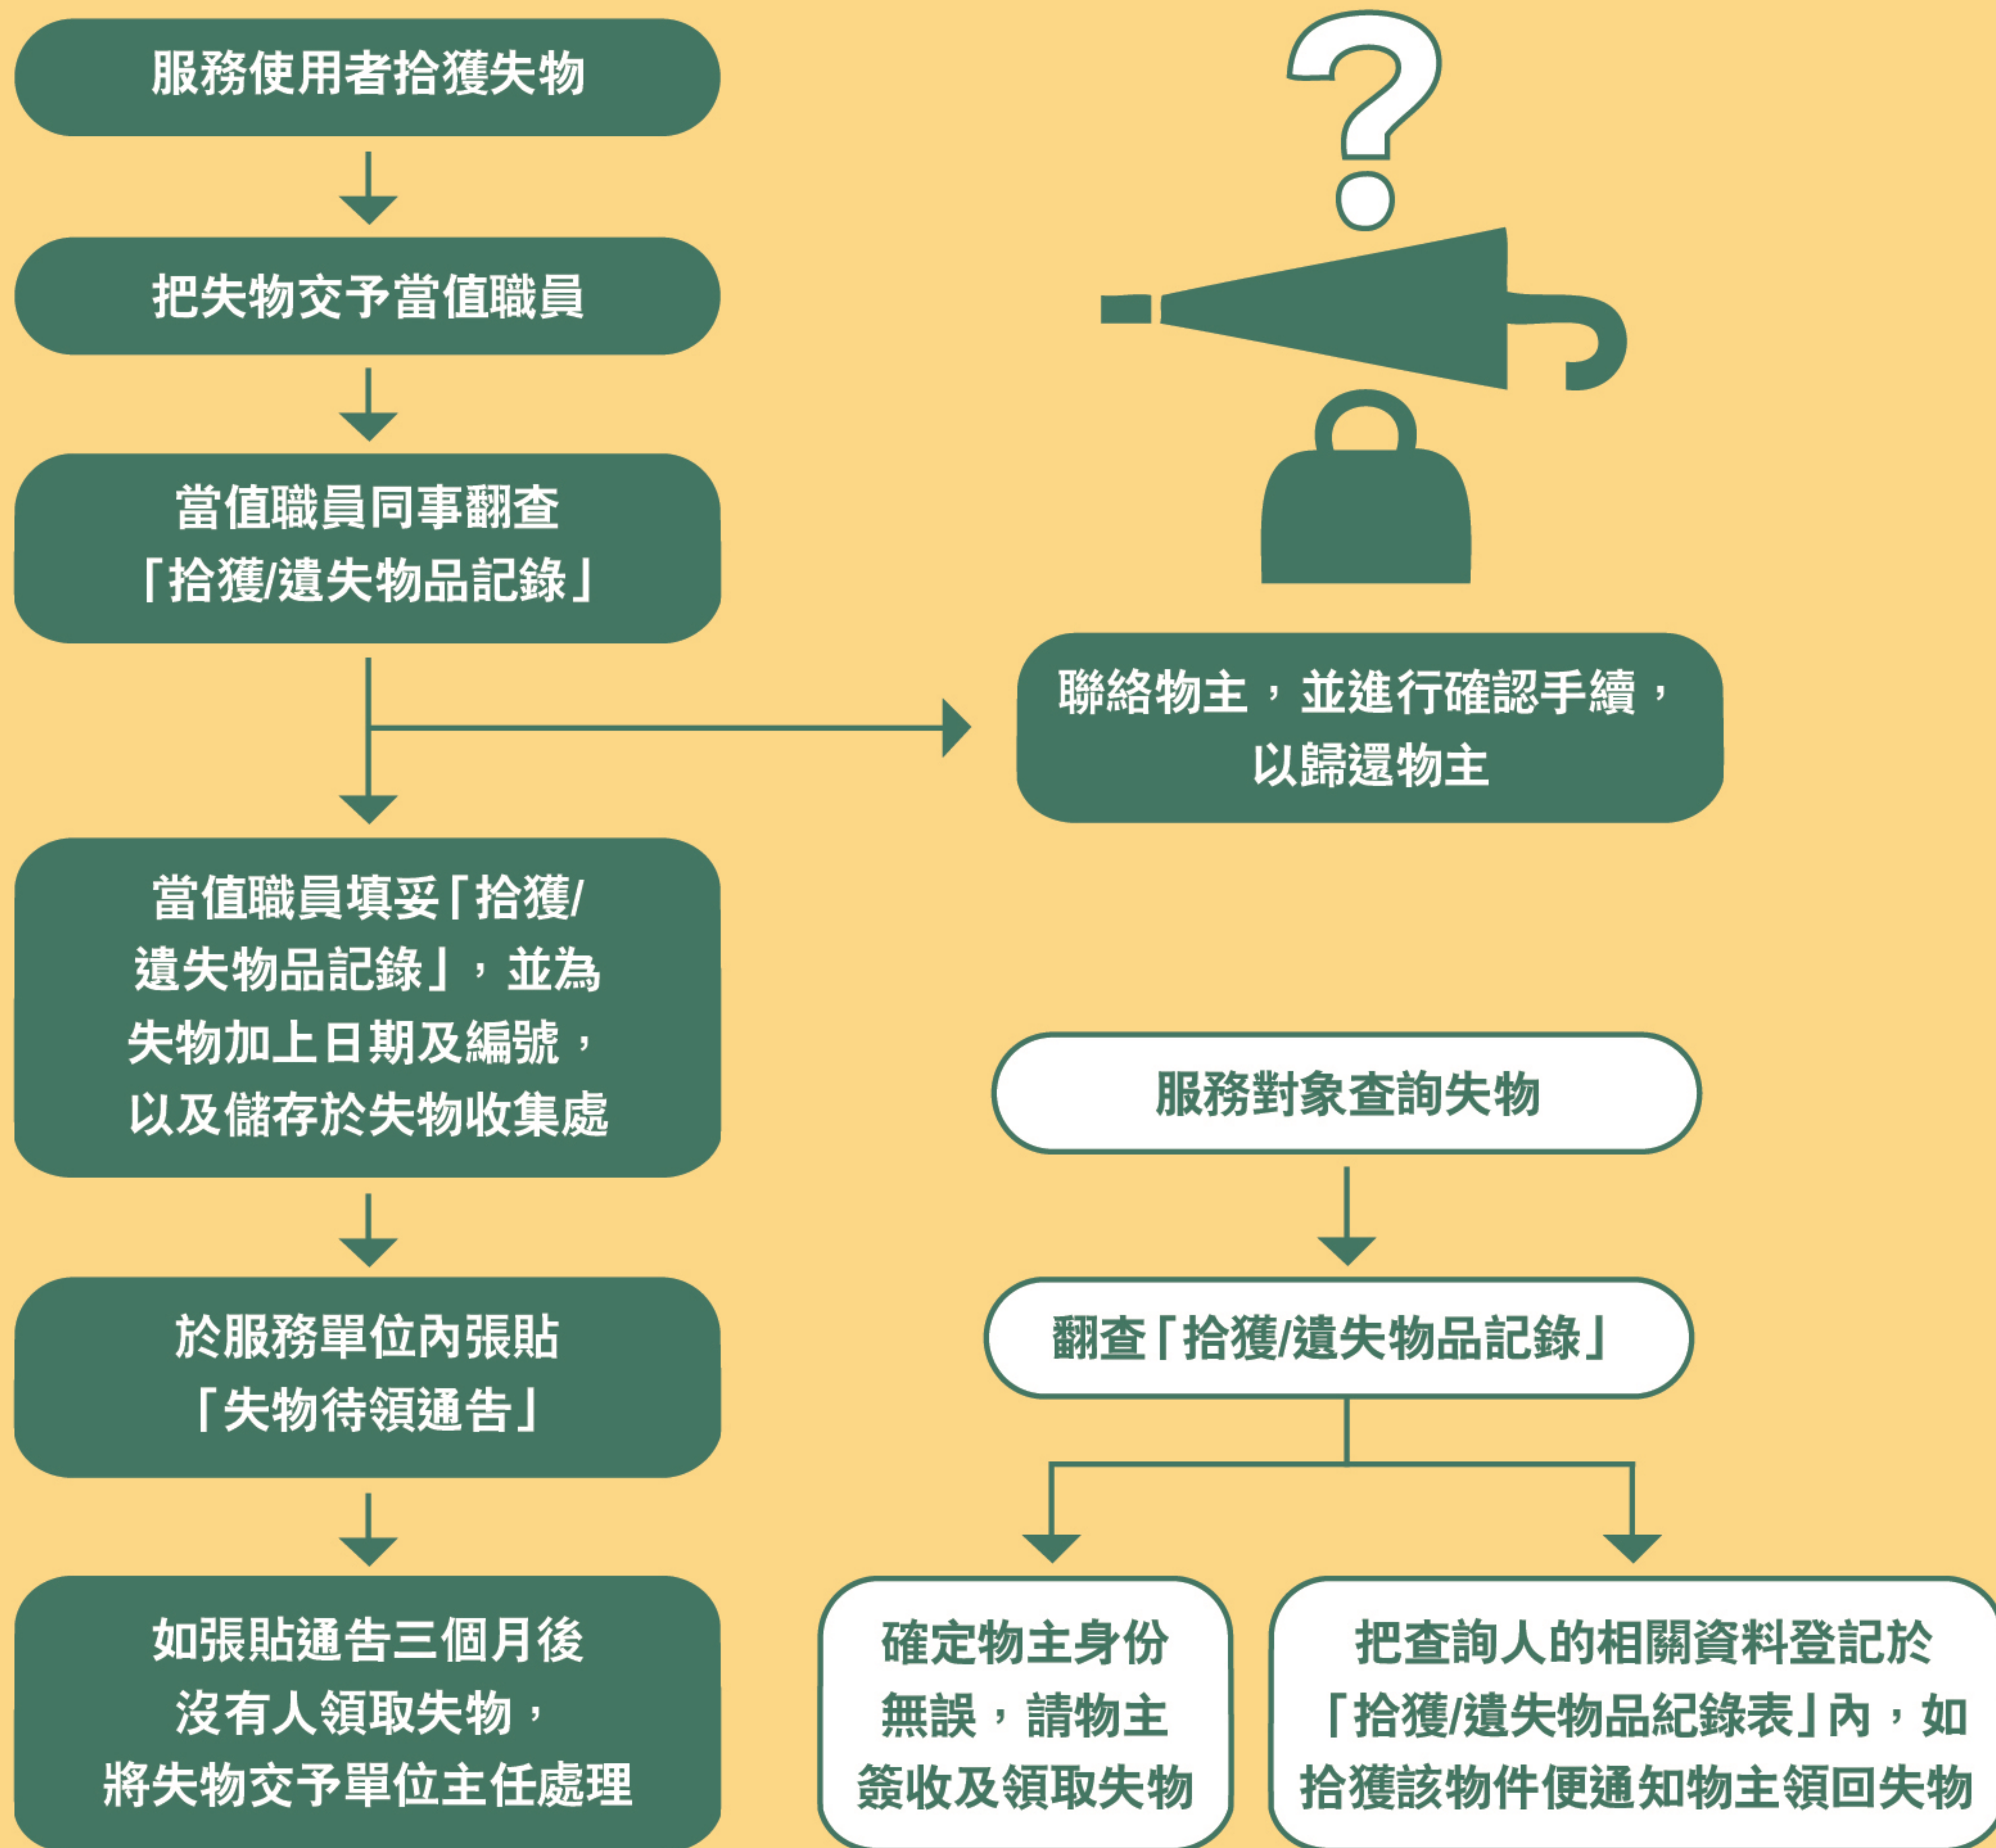 服務使用者拾獲失物
把失物交予當值職員
當值職員同事翻查
「拾獲/遺失物品記錄」
聯絡物主，並進行確認手續，
以歸還物主
當值職員填妥「拾獲/
遺失物品記錄」，並為
失物加上日期及編號，
以及儲存於失物收集處
於服務單位內張貼
「失物待領通告」
如張貼通告三個月後
沒有人領取失物，
將失物交予單位主任處理
?
服務對象查詢失物
翻查「拾獲/遺失物品記錄」
確定物主身份
無誤，請物主
簽收及領取失物
把查詢人的相關資料登記於
「拾獲/遺失物品紀錄表」內，如
拾獲該物件便通知物主領回失物